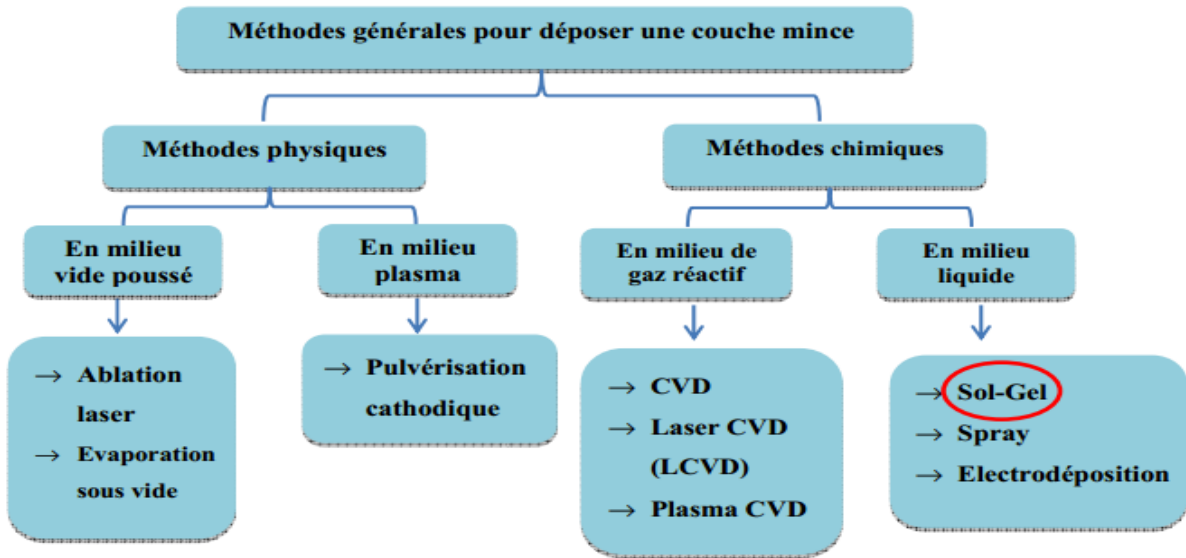 Méthodes générales pour déposer une couche mince
Méthodes physiques
Méthodes chimiques
En milieu
vide poussé
En milieu
plasma
En milieu de
gaz réactif
En milieu
liquide
→ Ablation
laser
→ Evaporation
sous vide
→ Pulvérisation
cathodique
→ CVD
→ Laser CVD
(LCVD)
→ Plasma CVD
→ Sol-Gel
→ Spray
→ Electrodéposition